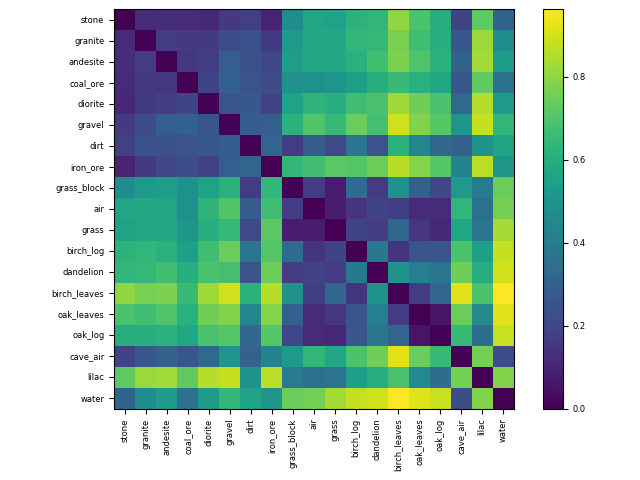 stone
granite
andesite
coal_ore
diorite
gravel
dirt
iron_ore
grass_block
air
grass
birch_log
dandelion
birch_leaves
oak_leaves
oak_log
cave_air
lilac
water
stone
granite
andesite
coal_ore
diorite
gravel
dirt
iron_ore
grass_block
air
grass
birch_log
dandelion
birch_leaves
oak_leaves
oak_log
cave_air
lilac
water
0.8
0.6
0.4
0.2
0.0